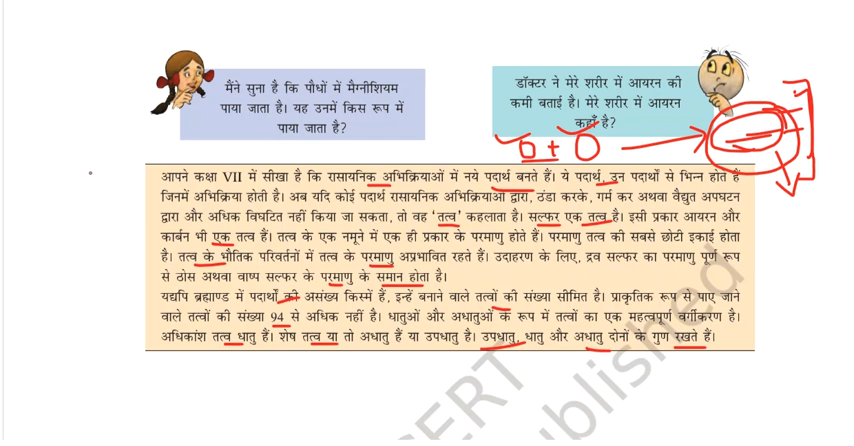 मैंने सुना है कि पौधों में मैग्नीशियम
पाया जाता है। यह उनमें किस रूप में
पाया जाता है?
डॉक्टर ने मेरे शरीर में आयरन की
कमी बताई है। मेरे शरीर में आयरन
कहाँ है?
आपने कक्षा VII में सीखा है कि रासायनिक अभिक्रियाओं में नये पदार्थ बनते हैं। ये पदार्थ, उन पदार्थों से भिन्न होते हैं
जिनमें अभिक्रिया होती है। अब यदि कोई पदार्थ रासायनिक अभिक्रियाओं द्वारा, ठंडा करके, गर्म कर अथवा वैद्युत अपघटन
द्वारा और अधिक विघटित नहीं किया जा सकता, तो वह ‘तत्व’ कहलाता है। सल्फर एक तत्व है। इसी प्रकार आयरन और
कार्बन भी एक तत्व हैं। तत्व के एक नमूने में एक ही प्रकार के परमाणु होते हैं। परमाणु तत्व की सबसे छोटी इकाई होता
है। तत्व के भौतिक परिवर्तनों में तत्व के परमाणु अप्रभावित रहते हैं। उदाहरण के लिए, द्रव सल्फर का परमाणु पूर्ण रूप
से ठोस अथवा वाष्प सल्फर के परमाणु के समान होता है।
यद्यपि ब्रह्माण्ड में पदार्थों की असंख्य किस्में हैं, इन्हें बनाने वाले तत्वों की संख्या सीमित है। प्राकृतिक रूप से पाए जाने
वाले तत्वों की संख्या 94 से अधिक नहीं है। धातुओं और अधातुओं के रूप में तत्वों का एक महत्वपूर्ण वर्गीकरण है।
अधिकांश तत्व धातु हैं। शेष तत्व या तो अधातु हैं या उपधातु है। उपधातु, धातु और अधातु दोनों के गुण रखते हैं।